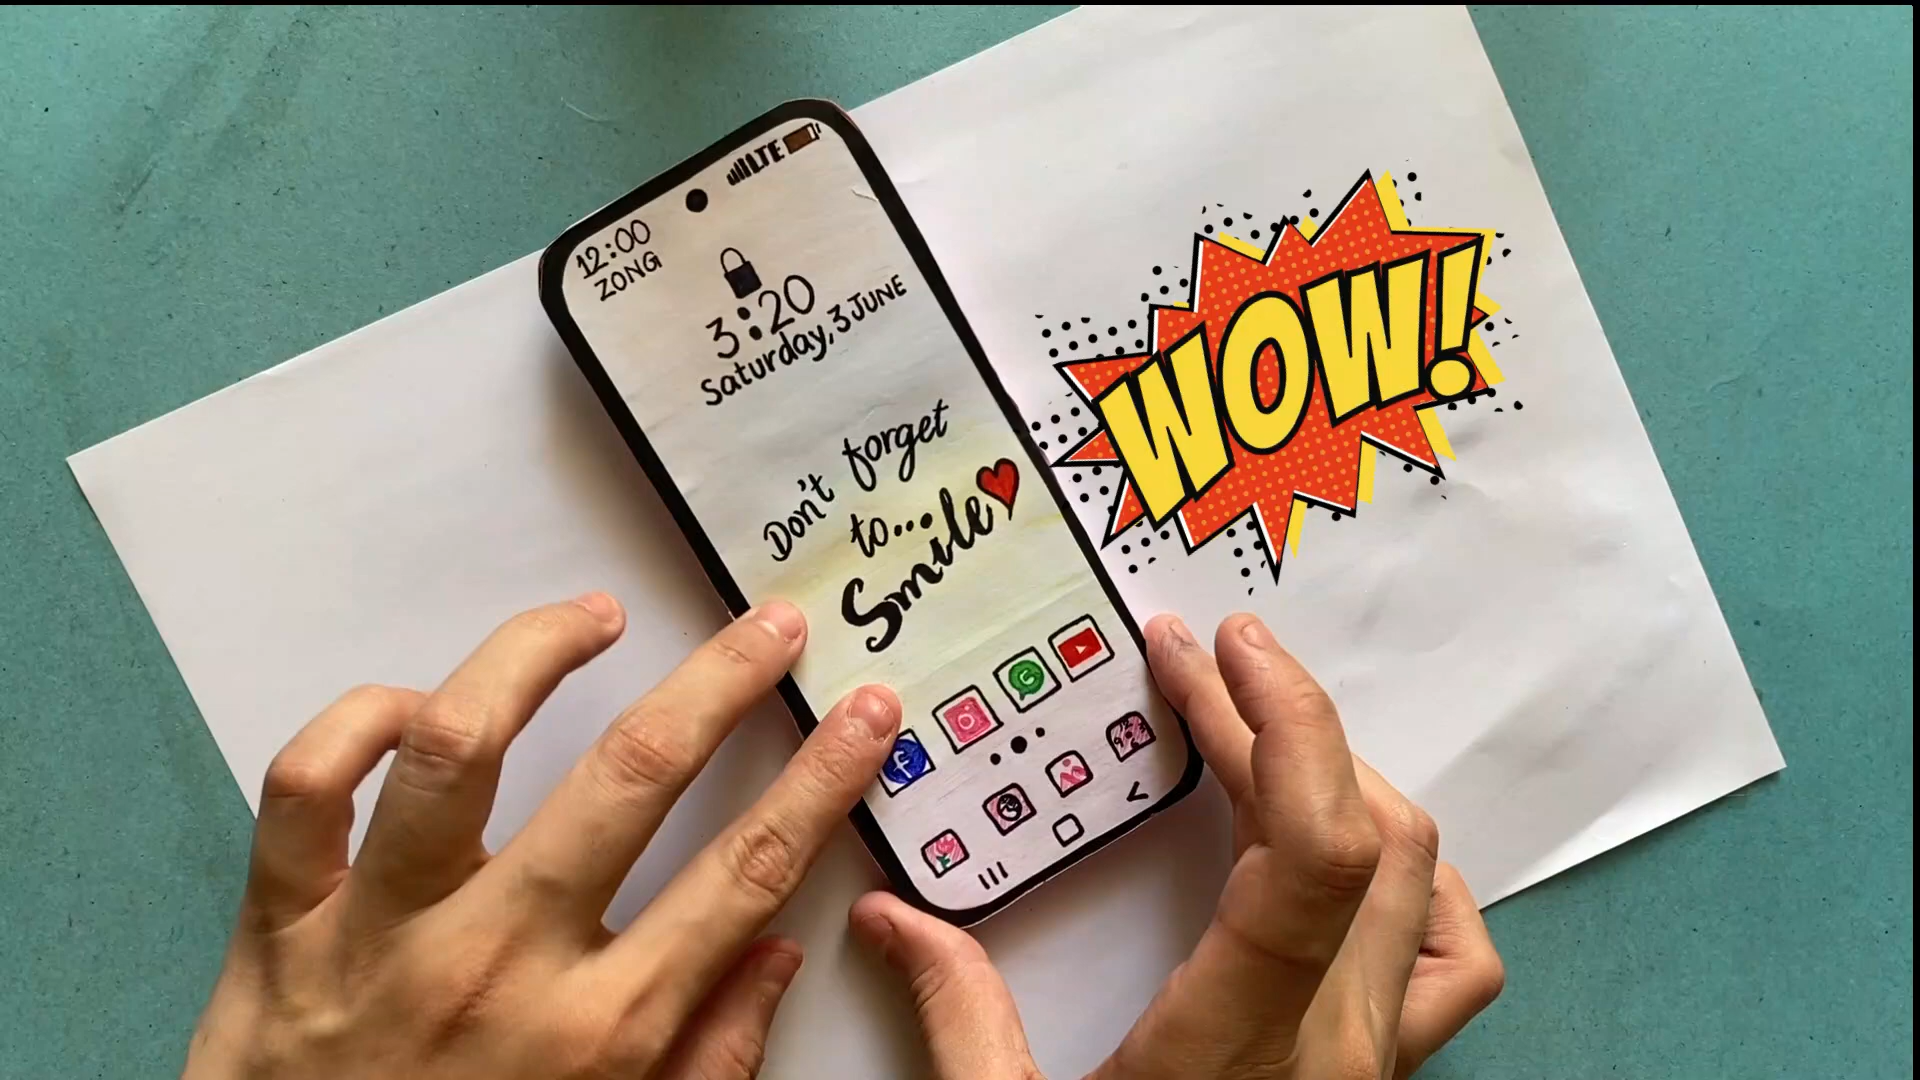 12:00
LTE
ZONG
3:20
Saturday, 3 JUNE
Don't forget
to...
Smile
f
WOW!